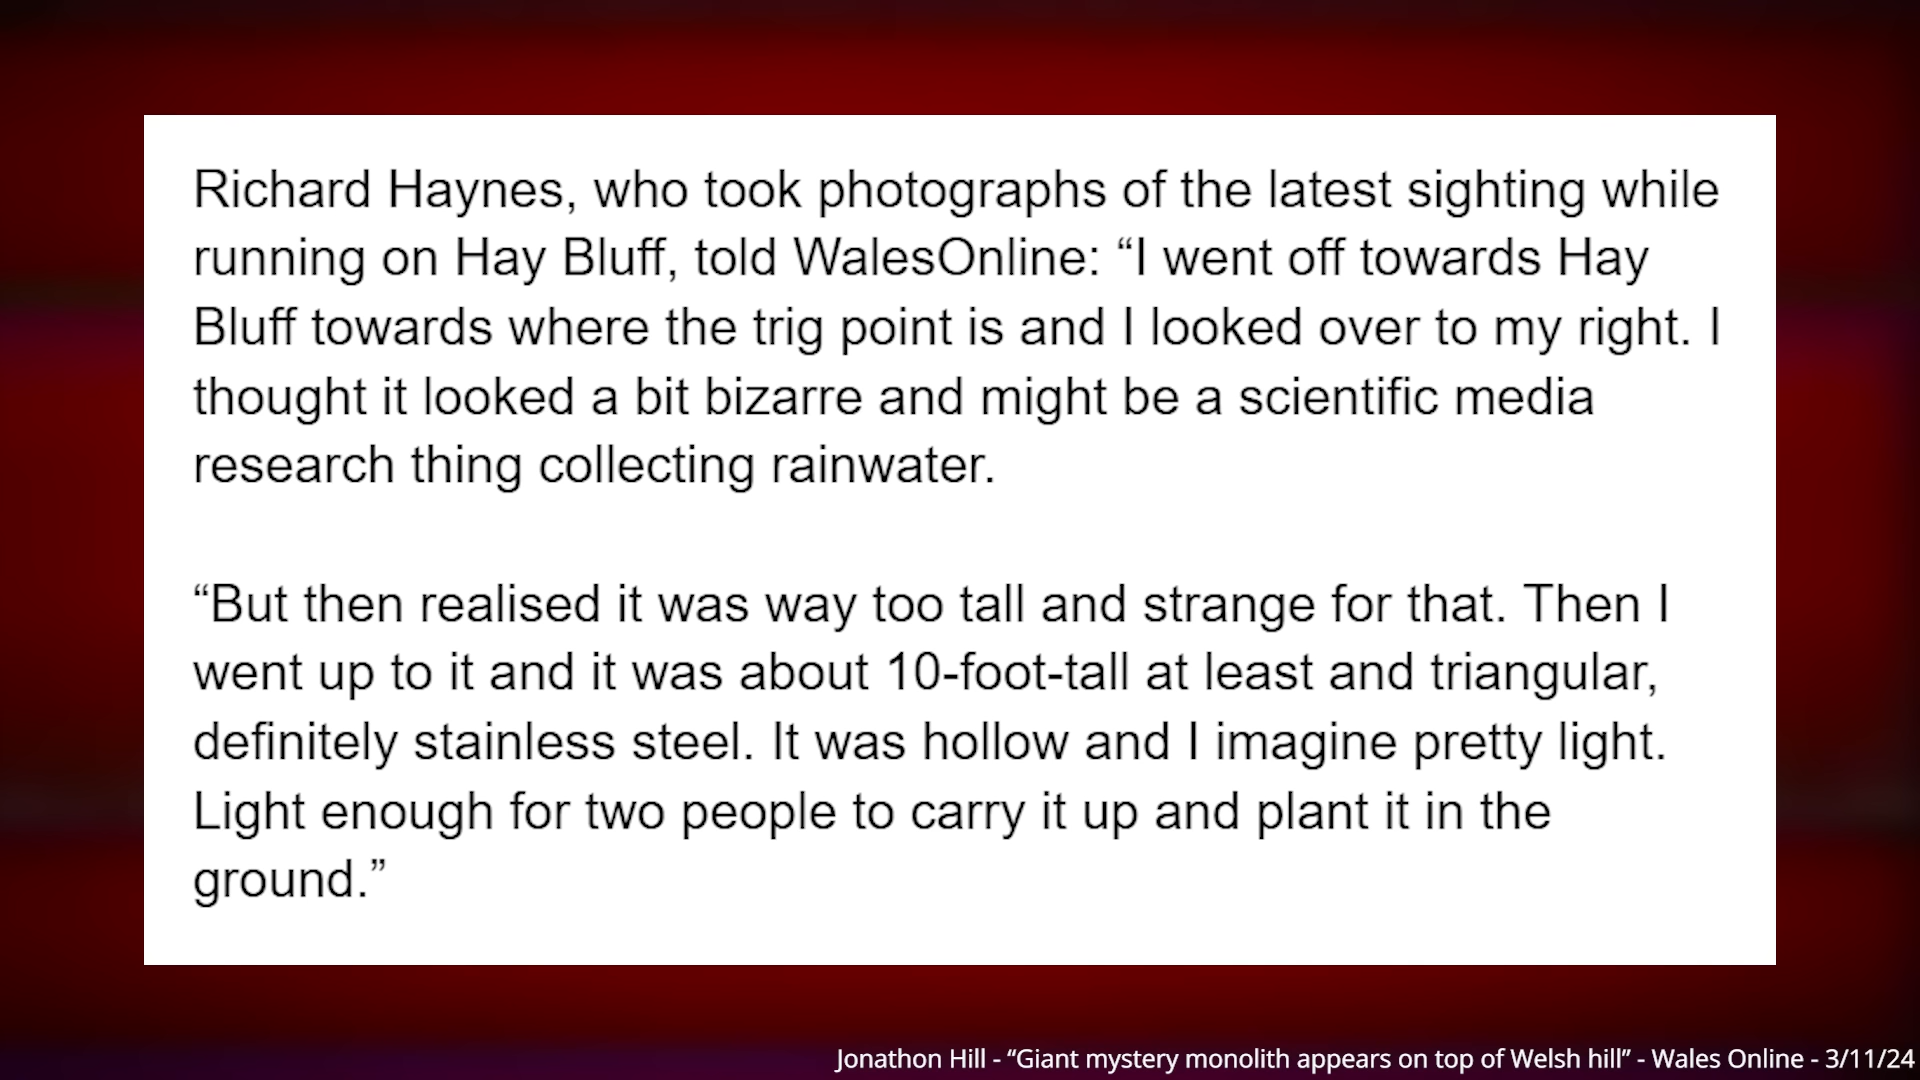 Richard Haynes, who took photographs of the latest sighting while
running on Hay Bluff, told WalesOnline: “I went off towards Hay
Bluff towards where the trig point is and I looked over to my right. I
thought it looked a bit bizarre and might be a scientific media
research thing collecting rainwater.
“But then realised it was way too tall and strange for that. Then I
went up to it and it was about 10-foot-tall at least and triangular,
definitely stainless steel. It was hollow and I imagine pretty light.
Light enough for two people to carry it up and plant it in the
ground.”
Jonathon Hill - “Giant mystery monolith appears on top of Welsh hill” - Wales Online - 3/11/24